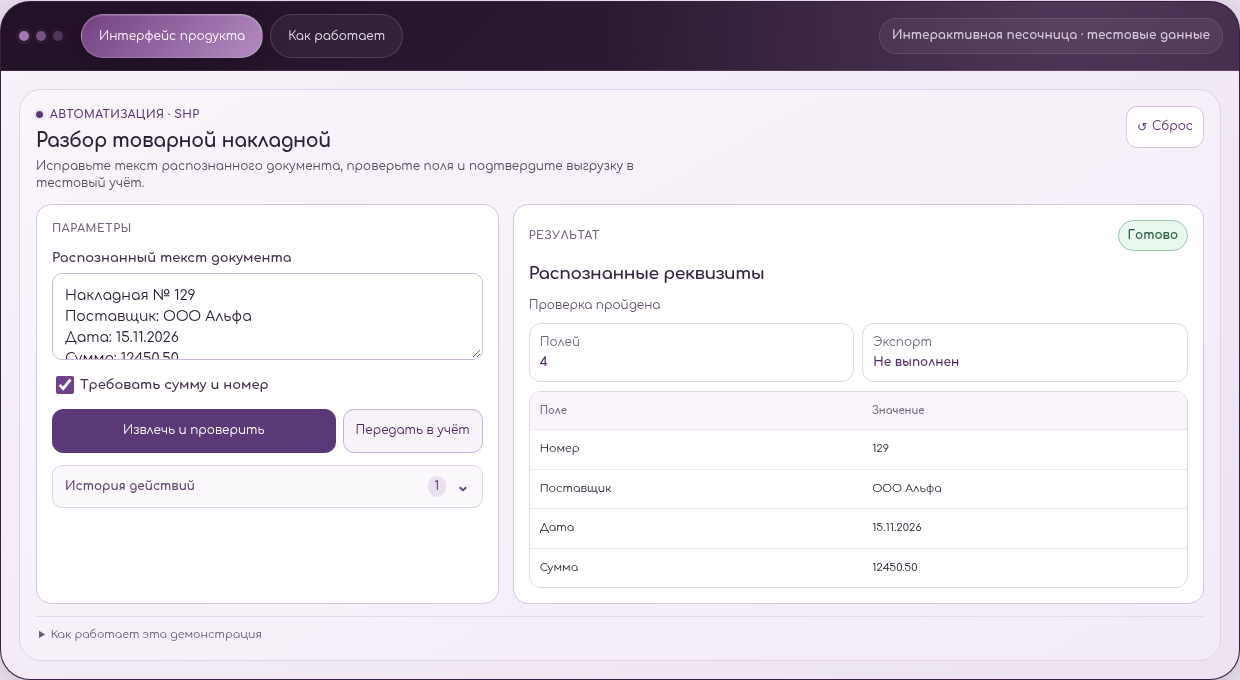 Интерфейс продукта
Как работает
Интерактивная песочница · тестовые данные
АВТОМАТИЗАЦИЯ · SHP
Разбор товарной накладной
Исправьте текст распознанного документа, проверьте поля и подтвердите выгрузку в
тестовый учёт.
↺ Сброс
ПАРАМЕТРЫ
Распознанный текст документа
Накладная № 129
Поставщик: ООО Альфа
Дата: 15.11.2026
Сумма: 12450.50
Требовать сумму и номер
Извлечь и проверить
Передать в учёт
История действий
1
РЕЗУЛЬТАТ
Готово
Распознанные реквизиты
Проверка пройдена
Полей
4
Экспорт
Не выполнен
Поле Значение
Номер 129
Поставщик ООО Альфа
Дата 15.11.2026
Сумма 12450.50
Как работает эта демонстрация